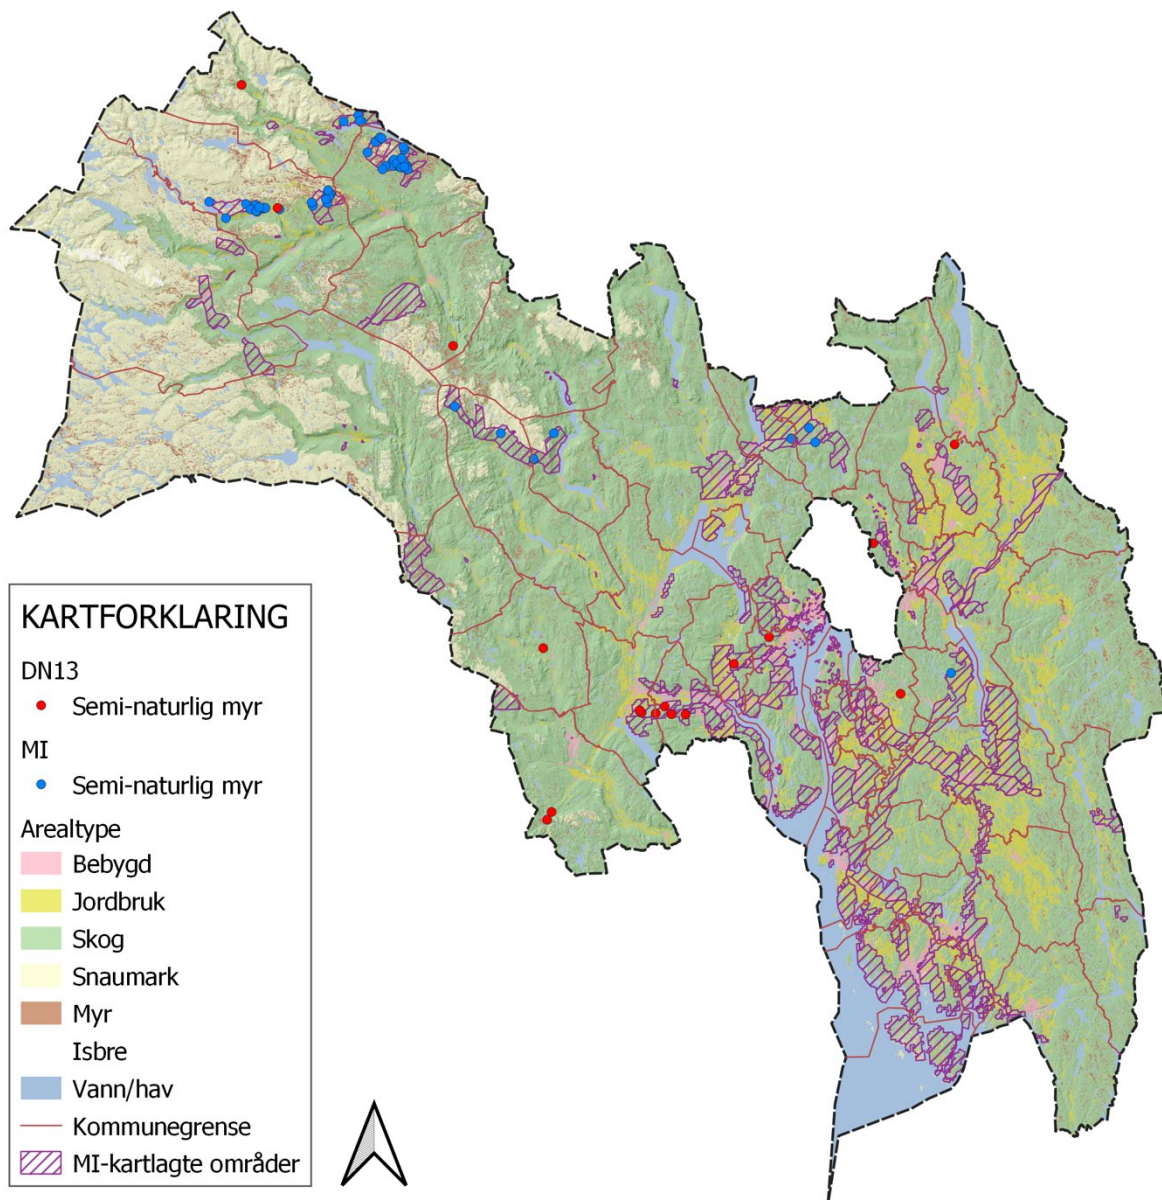 KARTFORKLARING
DN13
Semi-naturlig myr
MI
Semi-naturlig myr
Arealtype
Bebygd
Jordbruk
Skog
Snaumark
Myr
Isbre
Vann/hav
Kommunegrense
MI-kartlagte områder